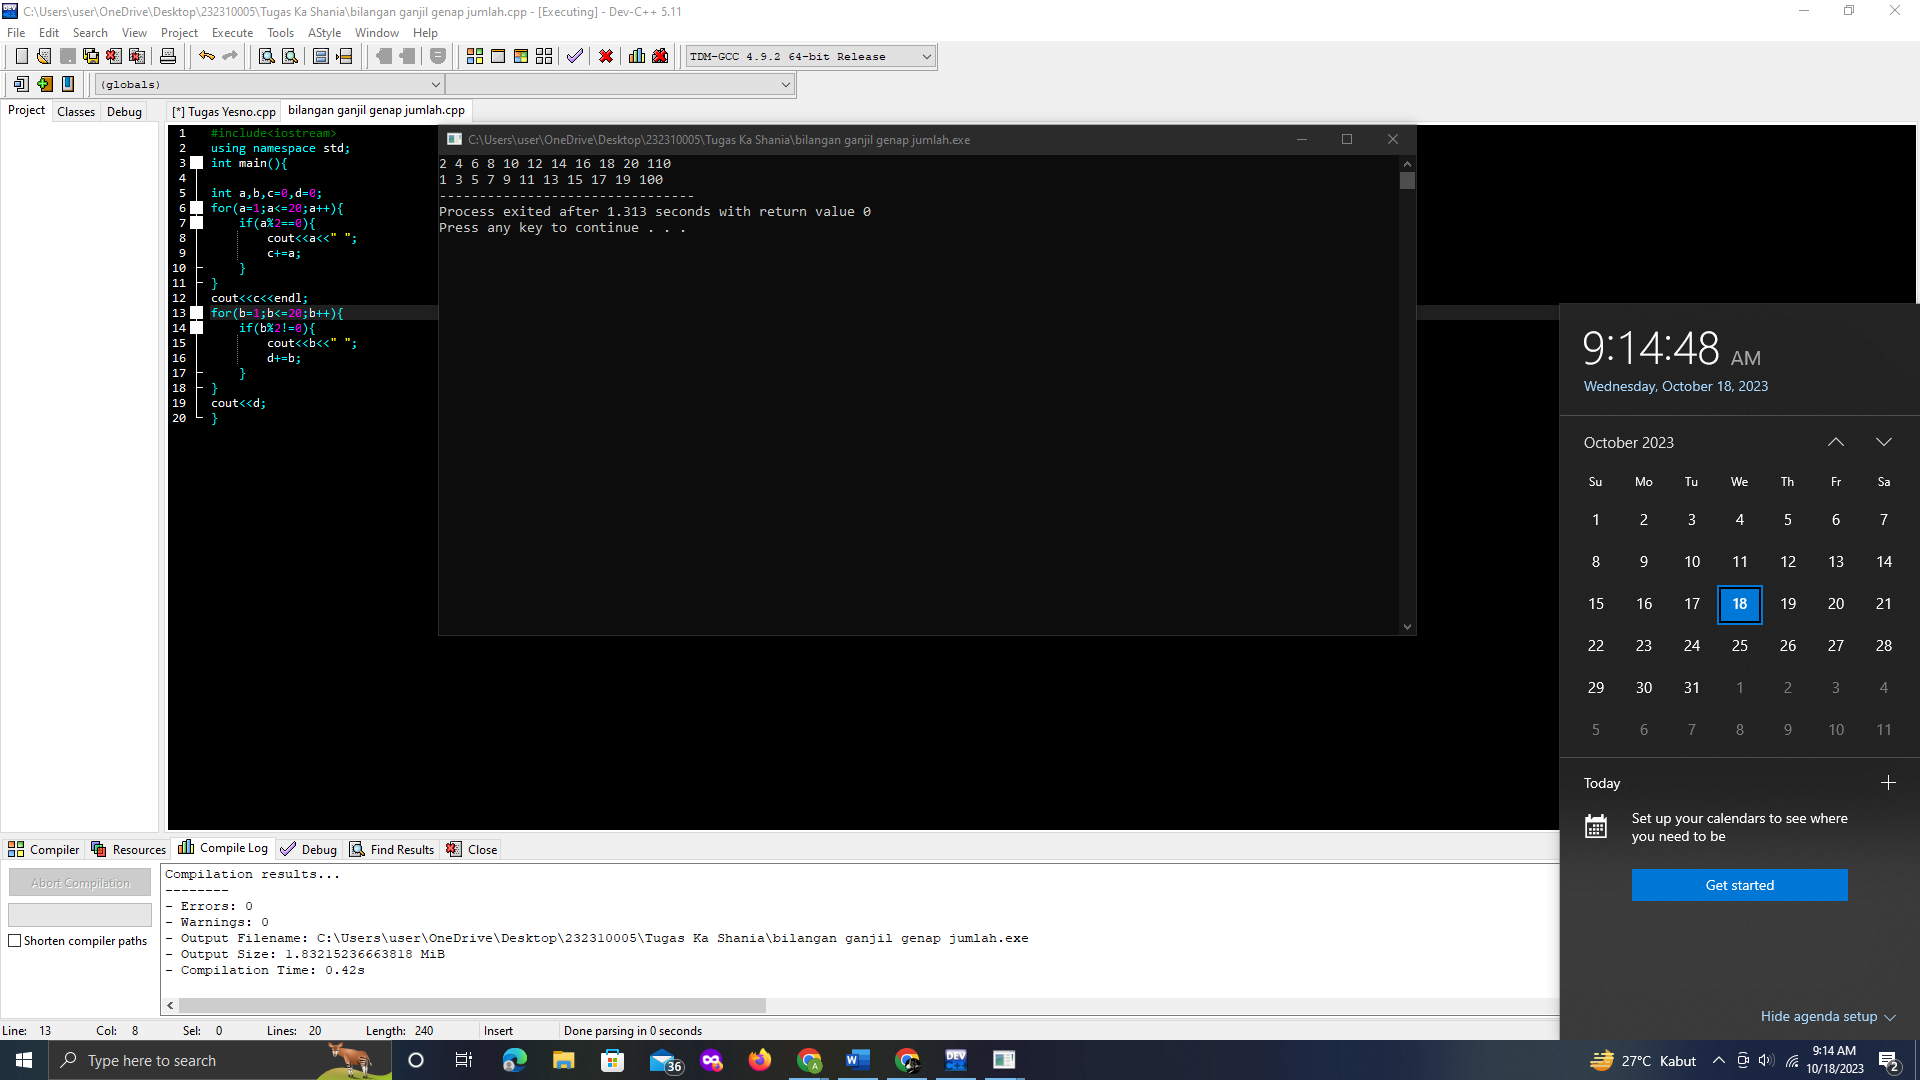 C:\Users\user\OneDrive\Desktop\232310005\Tugas Ka Shania\bilangan ganjil genap jumlah.cpp - [Executing] - Dev-C++ 5.11
File Edit Search View Project Execute Tools AStyle Window Help
TDM-GCC 4.9.2 64-bit Release
(globals)
Project Classes Debug
[*] Tugas Yesno.cpp bilangan ganjil genap jumlah.cpp
1 #include<iostream>
2 using namespace std;
3 int main(){
4
5 int a,b,c=0,d=0;
6 for(a=1;a<=20;a++){
7 if(a%2==0){
8 cout<<a<<" ";
9 c+=a;
10 }
11 }
12 cout<<c<<endl;
13 for(b=1;b<=20;b++){
14 if(b%2!=0){
15 cout<<b<<" ";
16 d+=b;
17 }
18 }
19 cout<<d;
20 }
C:\Users\user\OneDrive\Desktop\232310005\Tugas Ka Shania\bilangan ganjil genap jumlah.exe
2 4 6 8 10 12 14 16 18 20 110
1 3 5 7 9 11 13 15 17 19 100
--------------------------------
Process exited after 1.313 seconds with return value 0
Press any key to continue . . .
9:14:48 AM
Wednesday, October 18, 2023
October 2023
Su Mo Tu We Th Fr Sa
1 2 3 4 5 6 7
8 9 10 11 12 13 14
15 16 17 18 19 20 21
22 23 24 25 26 27 28
29 30 31 1 2 3 4
5 6 7 8 9 10 11
Today
Set up your calendars to see where
you need to be
Get started
Hide agenda setup
Compiler Resources Compile Log Debug Find Results Close
Abort Compilation
Shorten compiler paths
Compilation results...
--------
- Errors: 0
- Warnings: 0
- Output Filename: C:\Users\user\OneDrive\Desktop\232310005\Tugas Ka Shania\bilangan ganjil genap jumlah.exe
- Output Size: 1.83215236663818 MiB
- Compilation Time: 0.42s
Line: 13 Col: 8 Sel: 0 Lines: 20 Length: 240 Insert Done parsing in 0 seconds
Type here to search
36
DEV
27°C Kabut
9:14 AM
10/18/2023
2